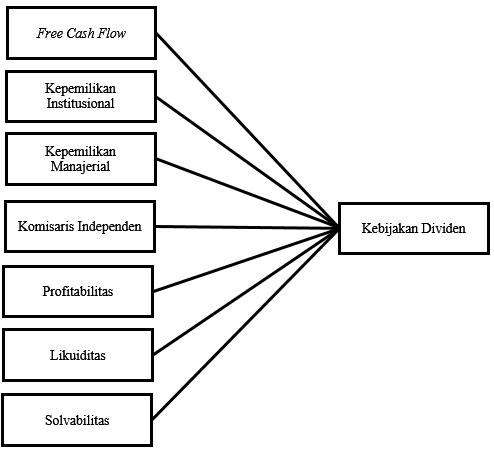 Free Cash Flow
Kepemilikan
Institusional
Kepemilikan
Manajerial
Komisaris Independen
Kebijakan Dividen
Profitabilitas
Likuiditas
Solvabilitas